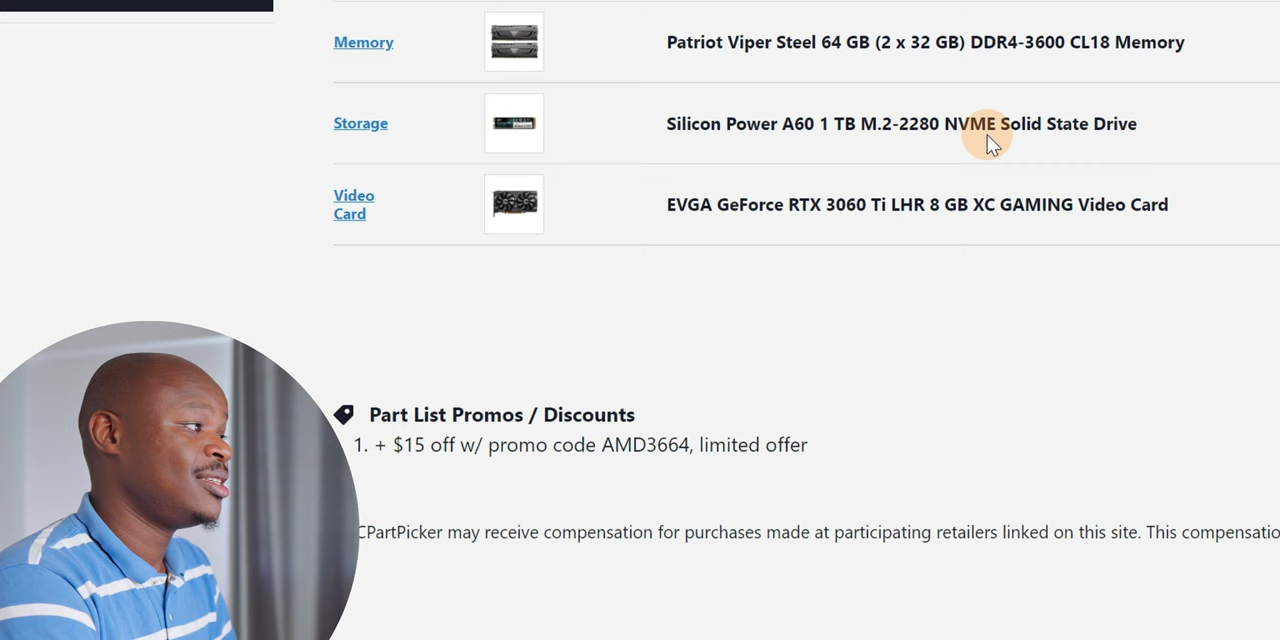 Memory
Patriot Viper Steel 64 GB (2 x 32 GB) DDR4-3600 CL18 Memory
Storage
Silicon Power A60 1 TB M.2-2280 NVME Solid State Drive
Video
Card
EVGA GeForce RTX 3060 Ti LHR 8 GB XC GAMING Video Card
Part List Promos / Discounts
1. + $15 off w/ promo code AMD3664, limited offer
CPartPicker may receive compensation for purchases made at participating retailers linked on this site. This compensatio